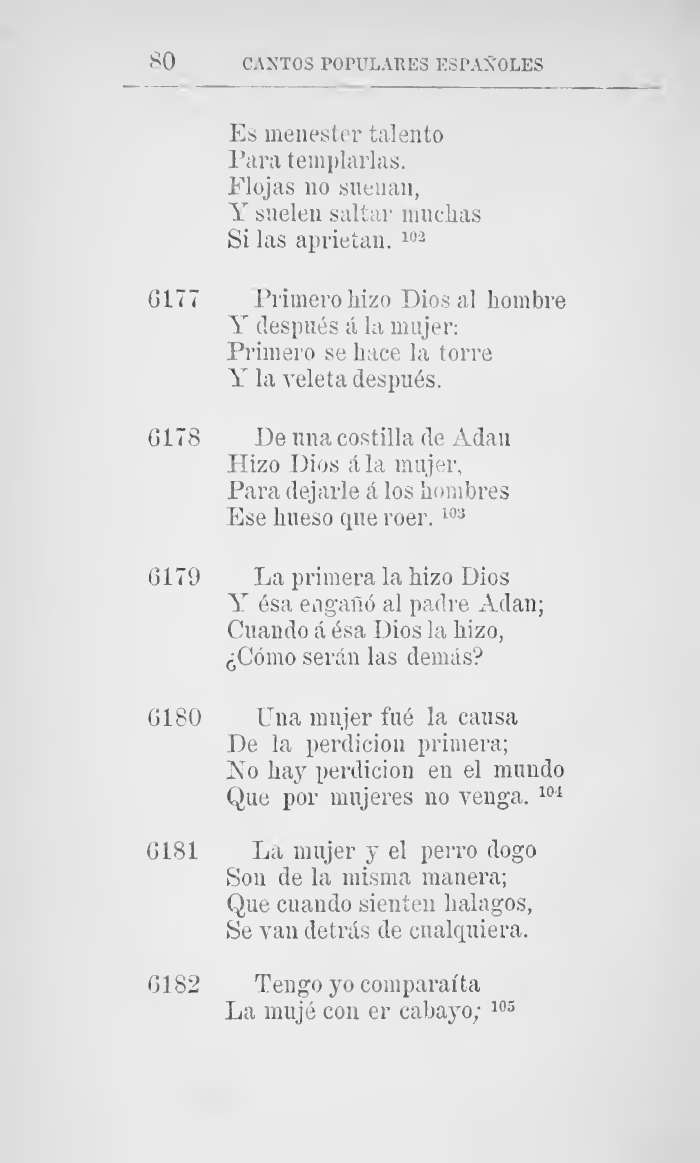 80 CANTOS POPULARES ESPAÑOLES
Es menester talento
Para templarlas.
Flojas no suenan,
Y suelen saltar muchas
Si las aprietan. 102
6177 Primero hizo Dios al hombre
Y después á la mujer:
Primero se hace la torre
Y la veleta después.
6178 De una costilla de Adan
Hizo Dios á la mujer,
Para dejarle á los hombres
Ese hueso que roer. 103
6179 La primera la hizo Dios
Y ésa engañó al padre Adan;
Cuando á ésa Dios la hizo,
¿Cómo serán las demás?
6180 Una mujer fué la causa
De la perdicion primera;
No hay perdicion en el mundo
Que por mujeres no venga. 104
6181 La mujer y el perro dogo
Son de la misma manera;
Que cuando sienten halagos,
Se van detrás de cualquiera.
6182 Tengo yo comparaíta
La mujé con er cabayo; 105